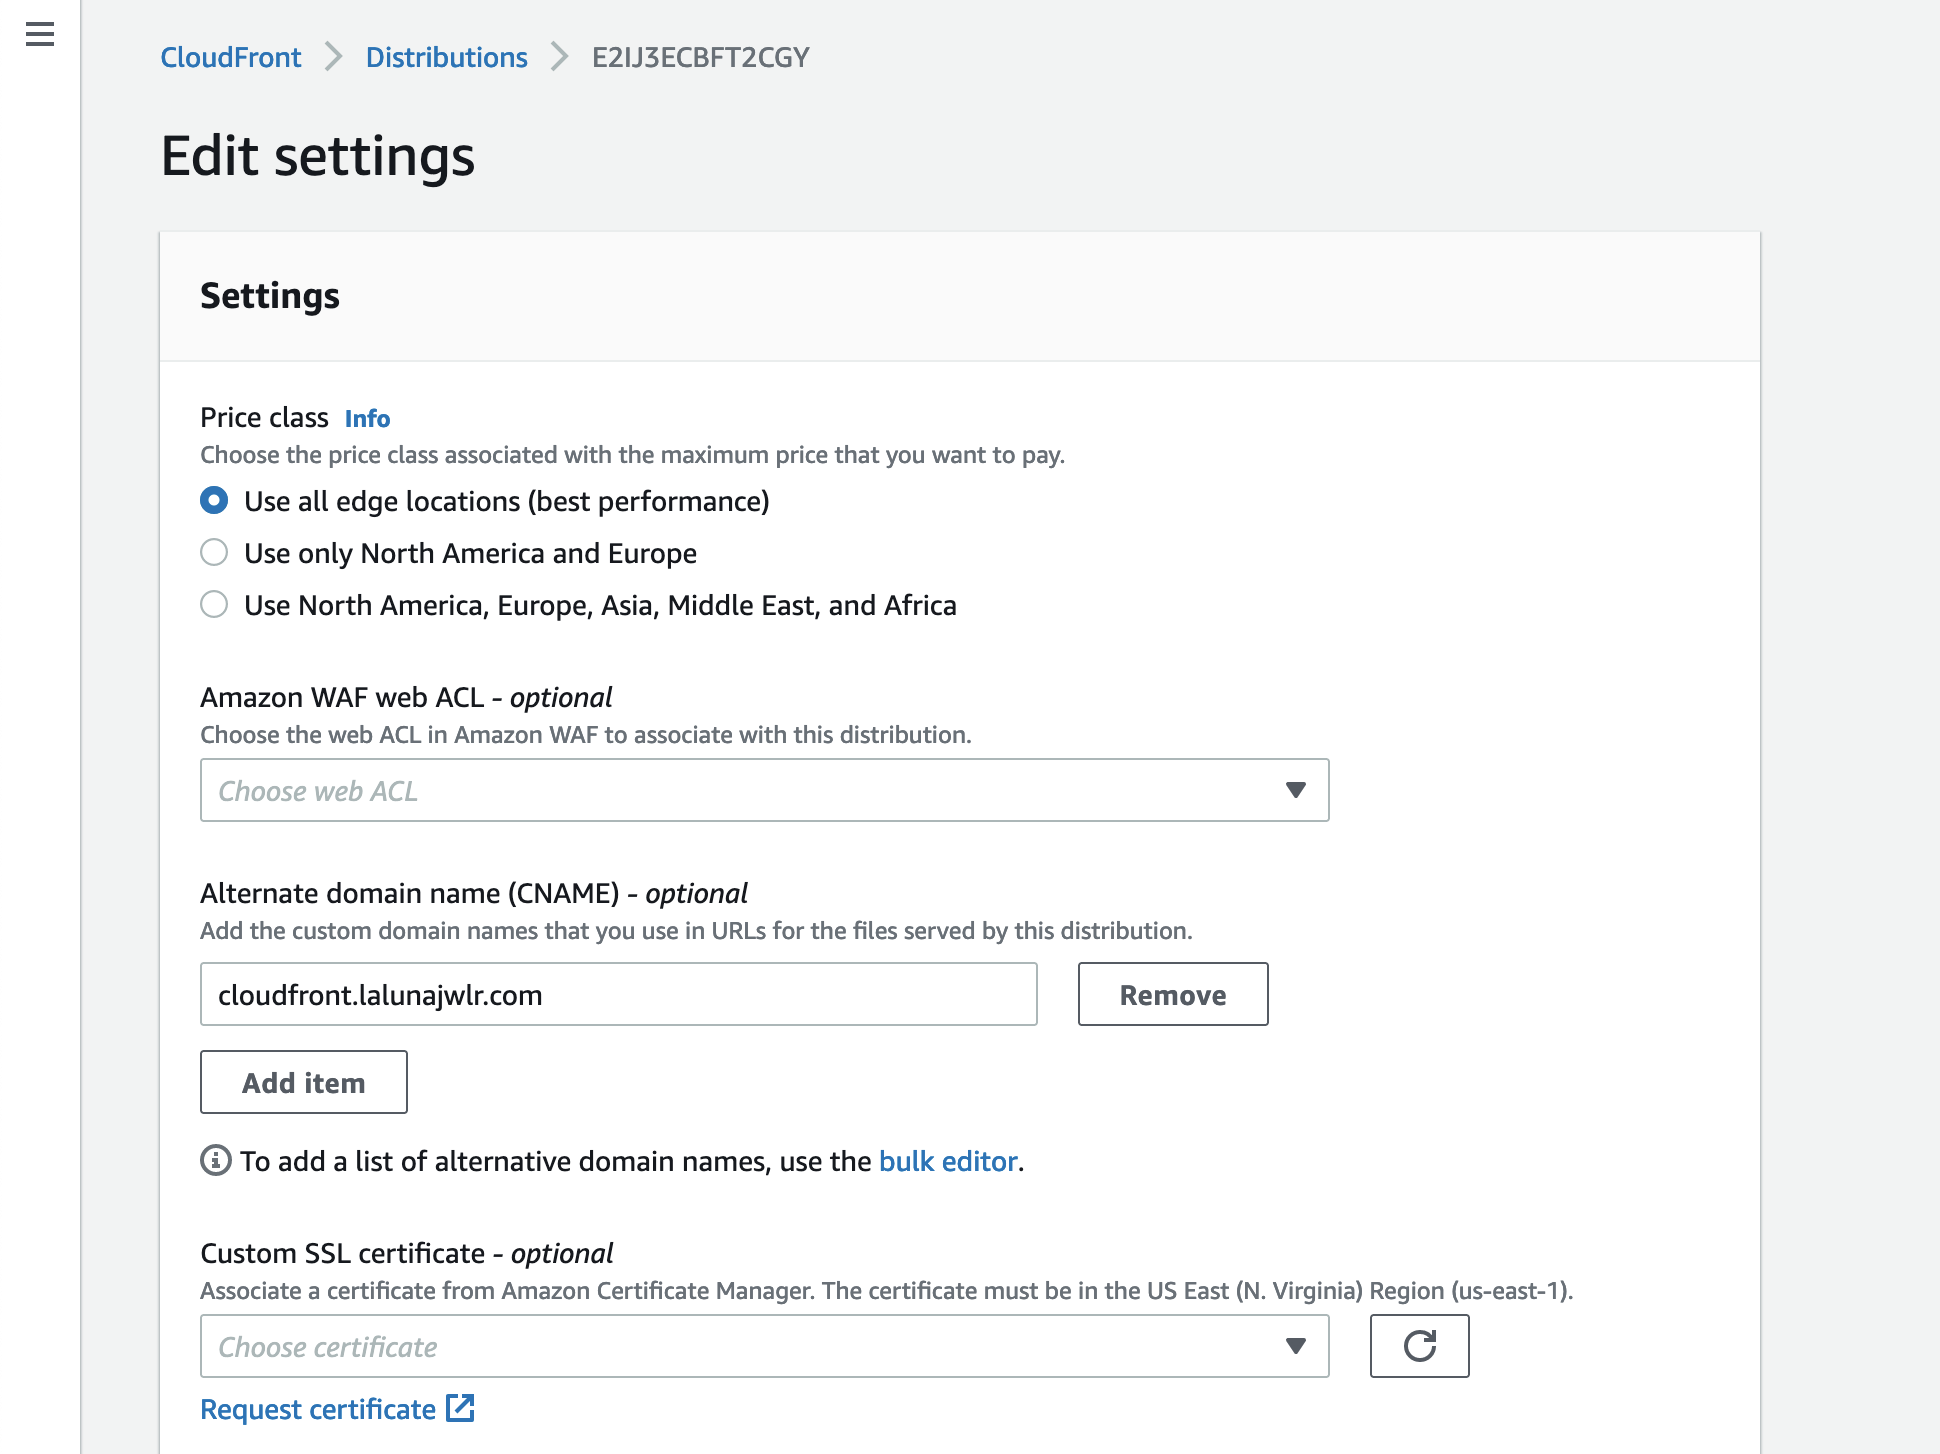 CloudFront > Distributions > E2IJ3ECBFT2CGY
Edit settings
Settings
Price class Info
Choose the price class associated with the maximum price that you want to pay.
Use all edge locations (best performance)
Use only North America and Europe
Use North America, Europe, Asia, Middle East, and Africa
Amazon WAF web ACL - optional
Choose the web ACL in Amazon WAF to associate with this distribution.
Choose web ACL
Alternate domain name (CNAME) - optional
Add the custom domain names that you use in URLs for the files served by this distribution.
cloudfront.lalunajwlr.com
Remove
Add item
To add a list of alternative domain names, use the bulk editor.
Custom SSL certificate - optional
Associate a certificate from Amazon Certificate Manager. The certificate must be in the US East (N. Virginia) Region (us-east-1).
Choose certificate
Request certificate